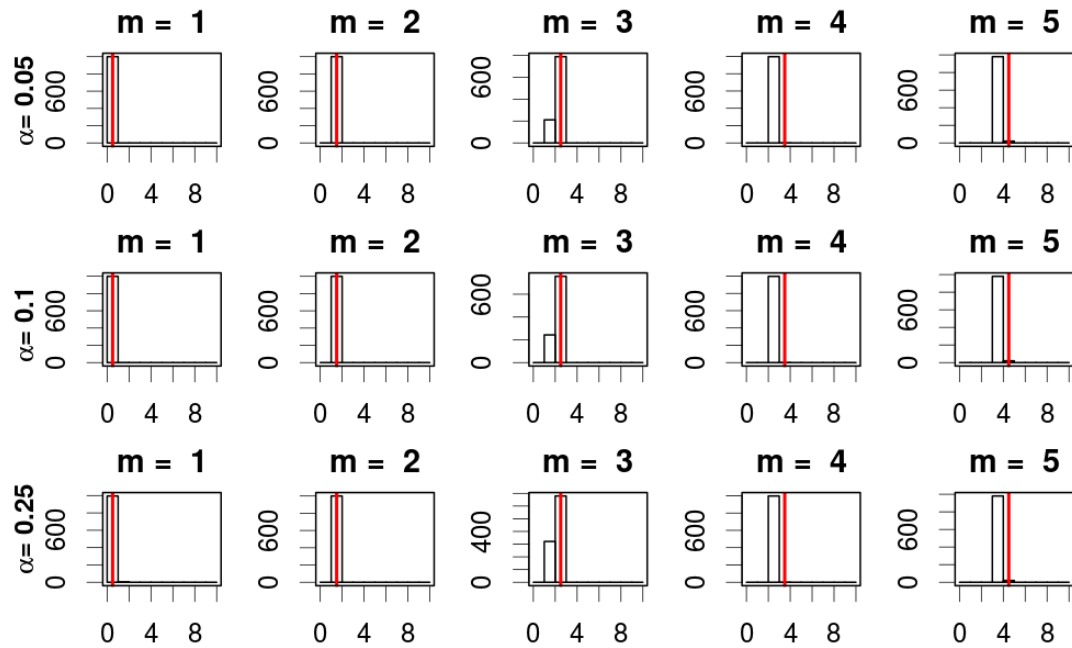 m = 1 m = 2 m = 3 m = 4 m = 5
α= 0.05
0 600 0 600 0 600 0 600 0 600
0 4 8 0 4 8 0 4 8 0 4 8 0 4 8
m = 1 m = 2 m = 3 m = 4 m = 5
α= 0.1
0 600 0 600 0 600 0 600 0 600
0 4 8 0 4 8 0 4 8 0 4 8 0 4 8
m = 1 m = 2 m = 3 m = 4 m = 5
α= 0.25
0 600 0 600 0 400 0 600 0 600
0 4 8 0 4 8 0 4 8 0 4 8 0 4 8